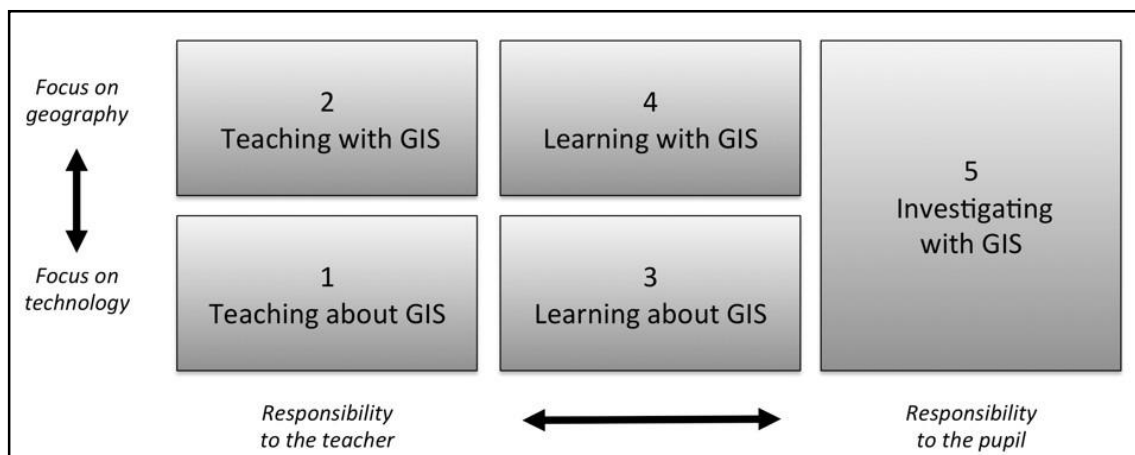 Focus on
geography
2
Teaching with GIS
4
Learning with GIS
5
Investigating
with GIS
Focus on
technology
1
Teaching about GIS
3
Learning about GIS
Responsibility
to the teacher
Responsibility
to the pupil